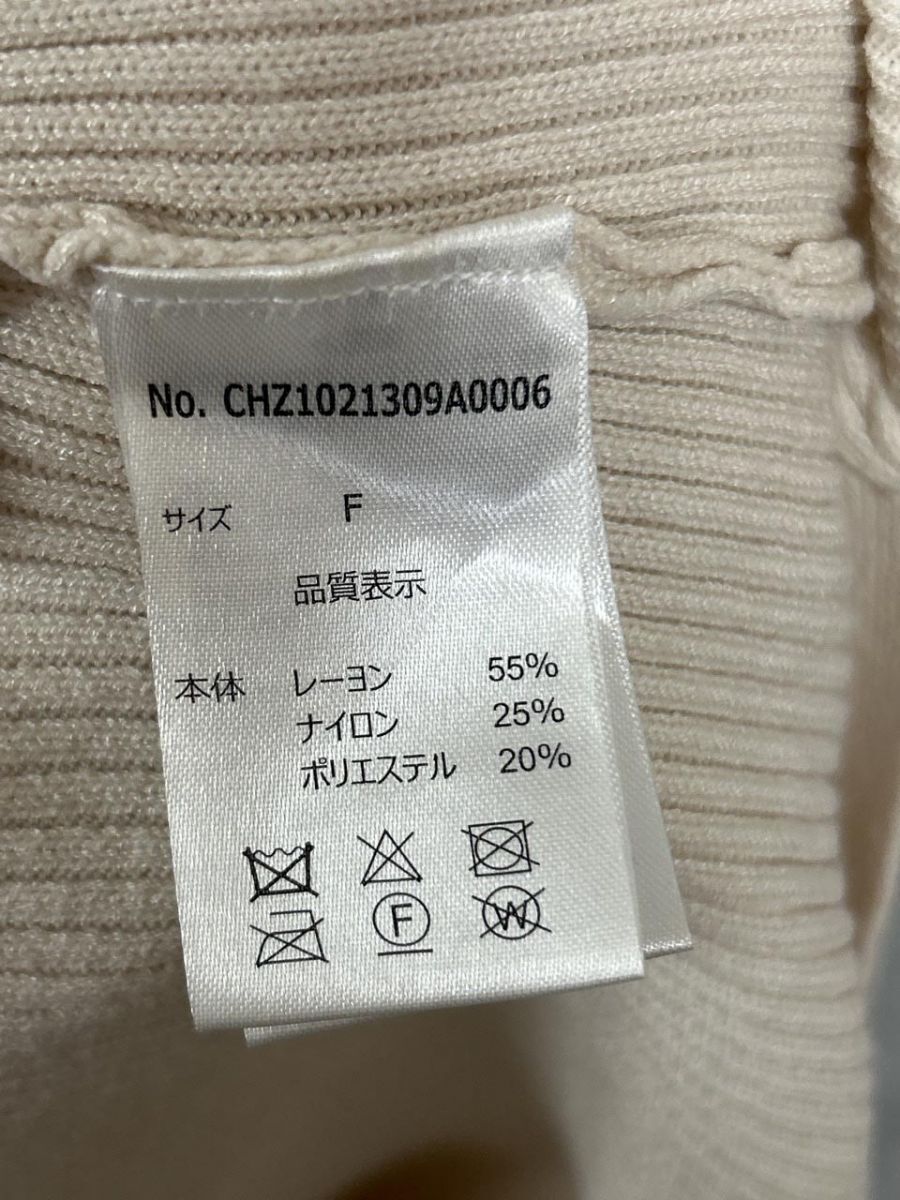 No. CHZ1021309A0006
サイズ F
品質表示
本体 レーヨン 55%
ナイロン 25%
ポリエステル 20%
F W